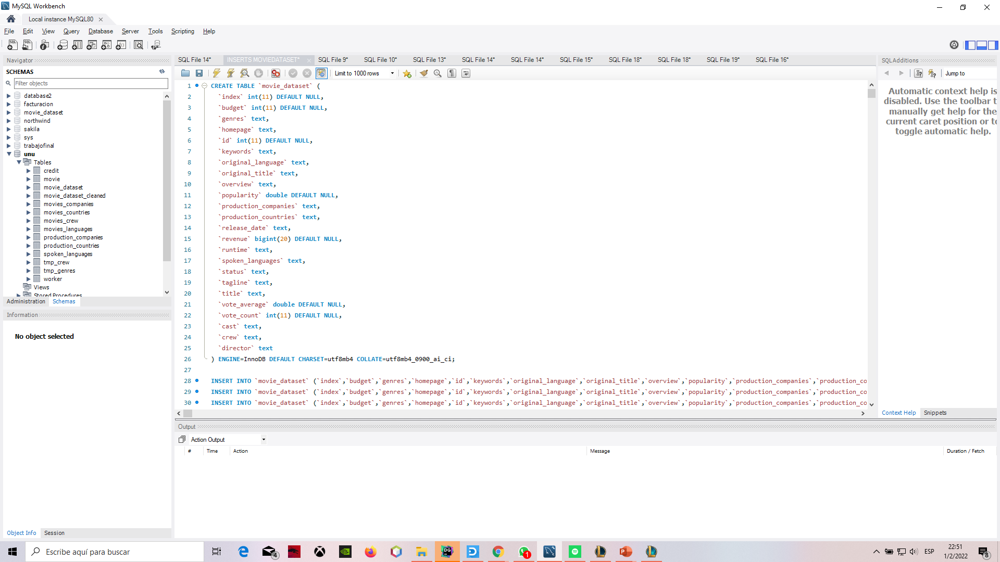 MySQL Workbench
Local instance MySQL80
File Edit View Query Database Server Tools Scripting Help
Navigator
SCHEMAS
Filter objects
database2
facturacion
movie_dataset
northwind
sakila
sys
trabajofinal
unu
Tables
credit
movie
movie_dataset
movie_dataset_cleaned
movies_companies
movies_countries
movies_crew
movies_languages
production_companies
production_countries
spoken_languages
tmp_crew
tmp_genres
worker
Views
Stored Procedures
Administration Schemas
Information
No object selected
Object Info Session
SQL File 14* INSERTS MOVIEDATASET* SQL File 9* SQL File 10* SQL File 13* SQL File 14* SQL File 14* SQL File 15* SQL File 18* SQL File 18* SQL File 19* SQL File 16*
Limit to 1000 rows
1 CREATE TABLE `movie_dataset` (
2 `index` int(11) DEFAULT NULL,
3 `budget` int(11) DEFAULT NULL,
4 `genres` text,
5 `homepage` text,
6 `id` int(11) DEFAULT NULL,
7 `keywords` text,
8 `original_language` text,
9 `original_title` text,
10 `overview` text,
11 `popularity` double DEFAULT NULL,
12 `production_companies` text,
13 `production_countries` text,
14 `release_date` text,
15 `revenue` bigint(20) DEFAULT NULL,
16 `runtime` text,
17 `spoken_languages` text,
18 `status` text,
19 `tagline` text,
20 `title` text,
21 `vote_average` double DEFAULT NULL,
22 `vote_count` int(11) DEFAULT NULL,
23 `cast` text,
24 `crew` text,
25 `director` text
26 ) ENGINE=InnoDB DEFAULT CHARSET=utf8mb4 COLLATE=utf8mb4_0900_ai_ci;
27
28 INSERT INTO `movie_dataset` (`index`,`budget`,`genres`,`homepage`,`id`,`keywords`,`original_language`,`original_title`,`overview`,`popularity`,`production_companies`,`production_co
29 INSERT INTO `movie_dataset` (`index`,`budget`,`genres`,`homepage`,`id`,`keywords`,`original_language`,`original_title`,`overview`,`popularity`,`production_companies`,`production_co
30 INSERT INTO `movie_dataset` (`index`,`budget`,`genres`,`homepage`,`id`,`keywords`,`original_language`,`original_title`,`overview`,`popularity`,`production_companies`,`production_co
SQLAdditions
Jump to
Automatic context help is
disabled. Use the toolbar t
manually get help for the
current caret position or to
toggle automatic help.
Context Help Snippets
Output
Action Output
# Time Action Message Duration / Fetch
Escribe aquí para buscar
4
DG
1
ESP
22:51
1/2/2022
8